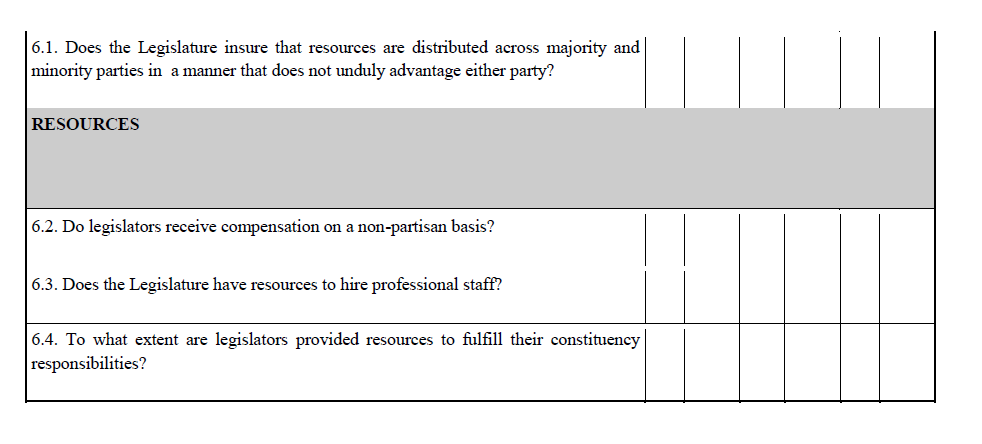 6.1. Does the Legislature insure that resources are distributed across majority and
minority parties in a manner that does not unduly advantage either party?
RESOURCES
6.2. Do legislators receive compensation on a non-partisan basis?
6.3. Does the Legislature have resources to hire professional staff?
6.4. To what extent are legislators provided resources to fulfill their constituency
responsibilities?